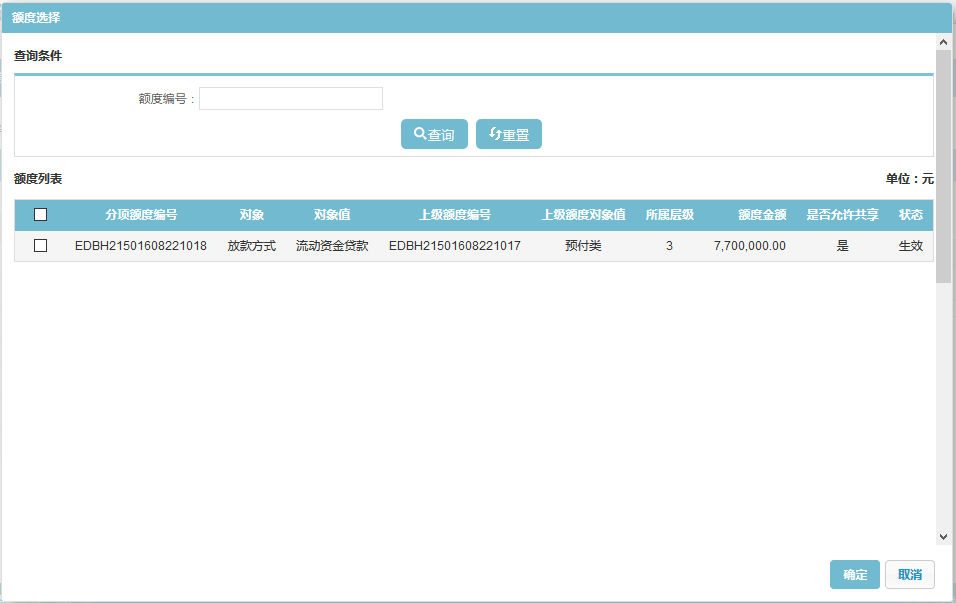 额度选择
查询条件
额度编号：
查询 重置
额度列表 单位：元
分项额度编号 对象 对象值 上级额度编号 上级额度对象值 所属层级 额度金额 是否允许共享 状态
EDBH21501608221018 放款方式 流动资金贷款 EDBH21501608221017 预付类 3 7,700,000.00 是 生效
确定 取消